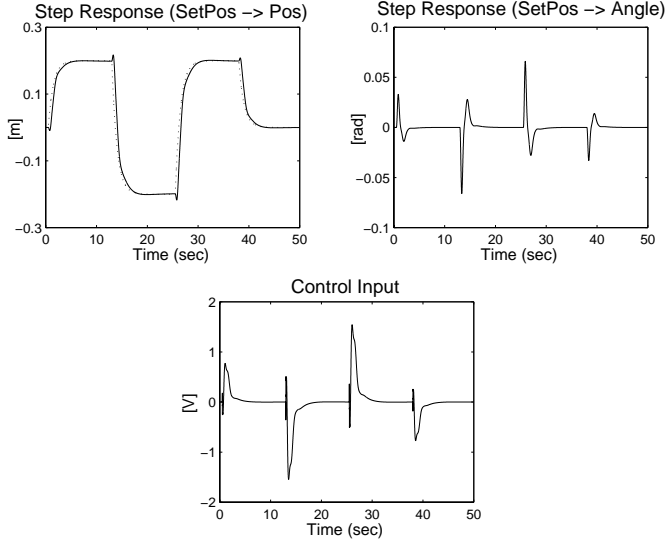 Step Response (SetPos −> Pos)
0.3
0.1
−0.1
−0.3
[m]
0 10 20 30 40 50
Time (sec)
Step Response (SetPos −> Angle)
0.1
0.05
0
−0.05
−0.1
[rad]
0 10 20 30 40 50
Time (sec)
Control Input
2
1
0
−1
−2
[V]
0 10 20 30 40 50
Time (sec)